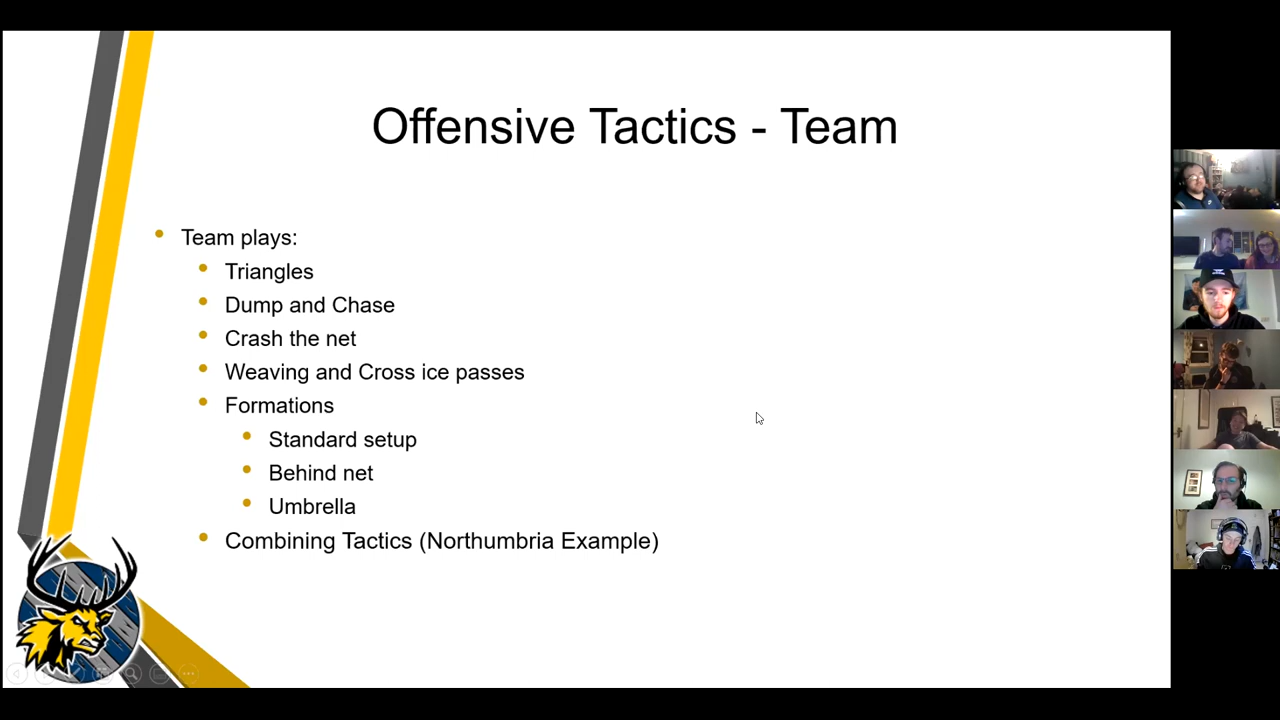 Offensive Tactics - Team
Team plays:
Triangles
Dump and Chase
Crash the net
Weaving and Cross ice passes
Formations
Standard setup
Behind net
Umbrella
Combining Tactics (Northumbria Example)